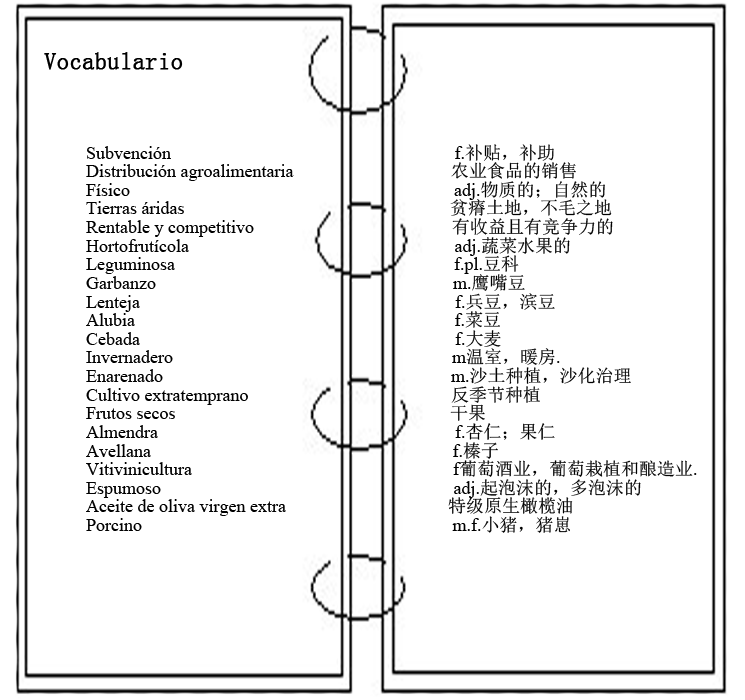 Vocabulario
Subvención
Distribución agroalimentaria
Físico
Tierras áridas
Rentable y competitivo
Hortofrutícola
Leguminosa
Garbanzo
Lenteja
Alubia
Cebada
Invernadero
Enarenado
Cultivo extratemprano
Frutos secos
Almendra
Avellana
Vitivinicultura
Espumoso
Aceite de oliva virgen extra
Porcino
f.补贴，补助
农业食品的销售
adj.物质的；自然的
贫瘠土地，不毛之地
有收益且有竞争力的
adj.蔬菜水果的
f.pl.豆科
m.鹰嘴豆
f.兵豆，滨豆
f.菜豆
f.大麦
m温室，暖房.
m.沙土种植，沙化治理
反季节种植
干果
f.杏仁；果仁
f.榛子
f葡萄酒业，葡萄栽植和酿造业.
adj.起泡沫的，多泡沫的
特级原生橄榄油
m.f.小猪，猪崽